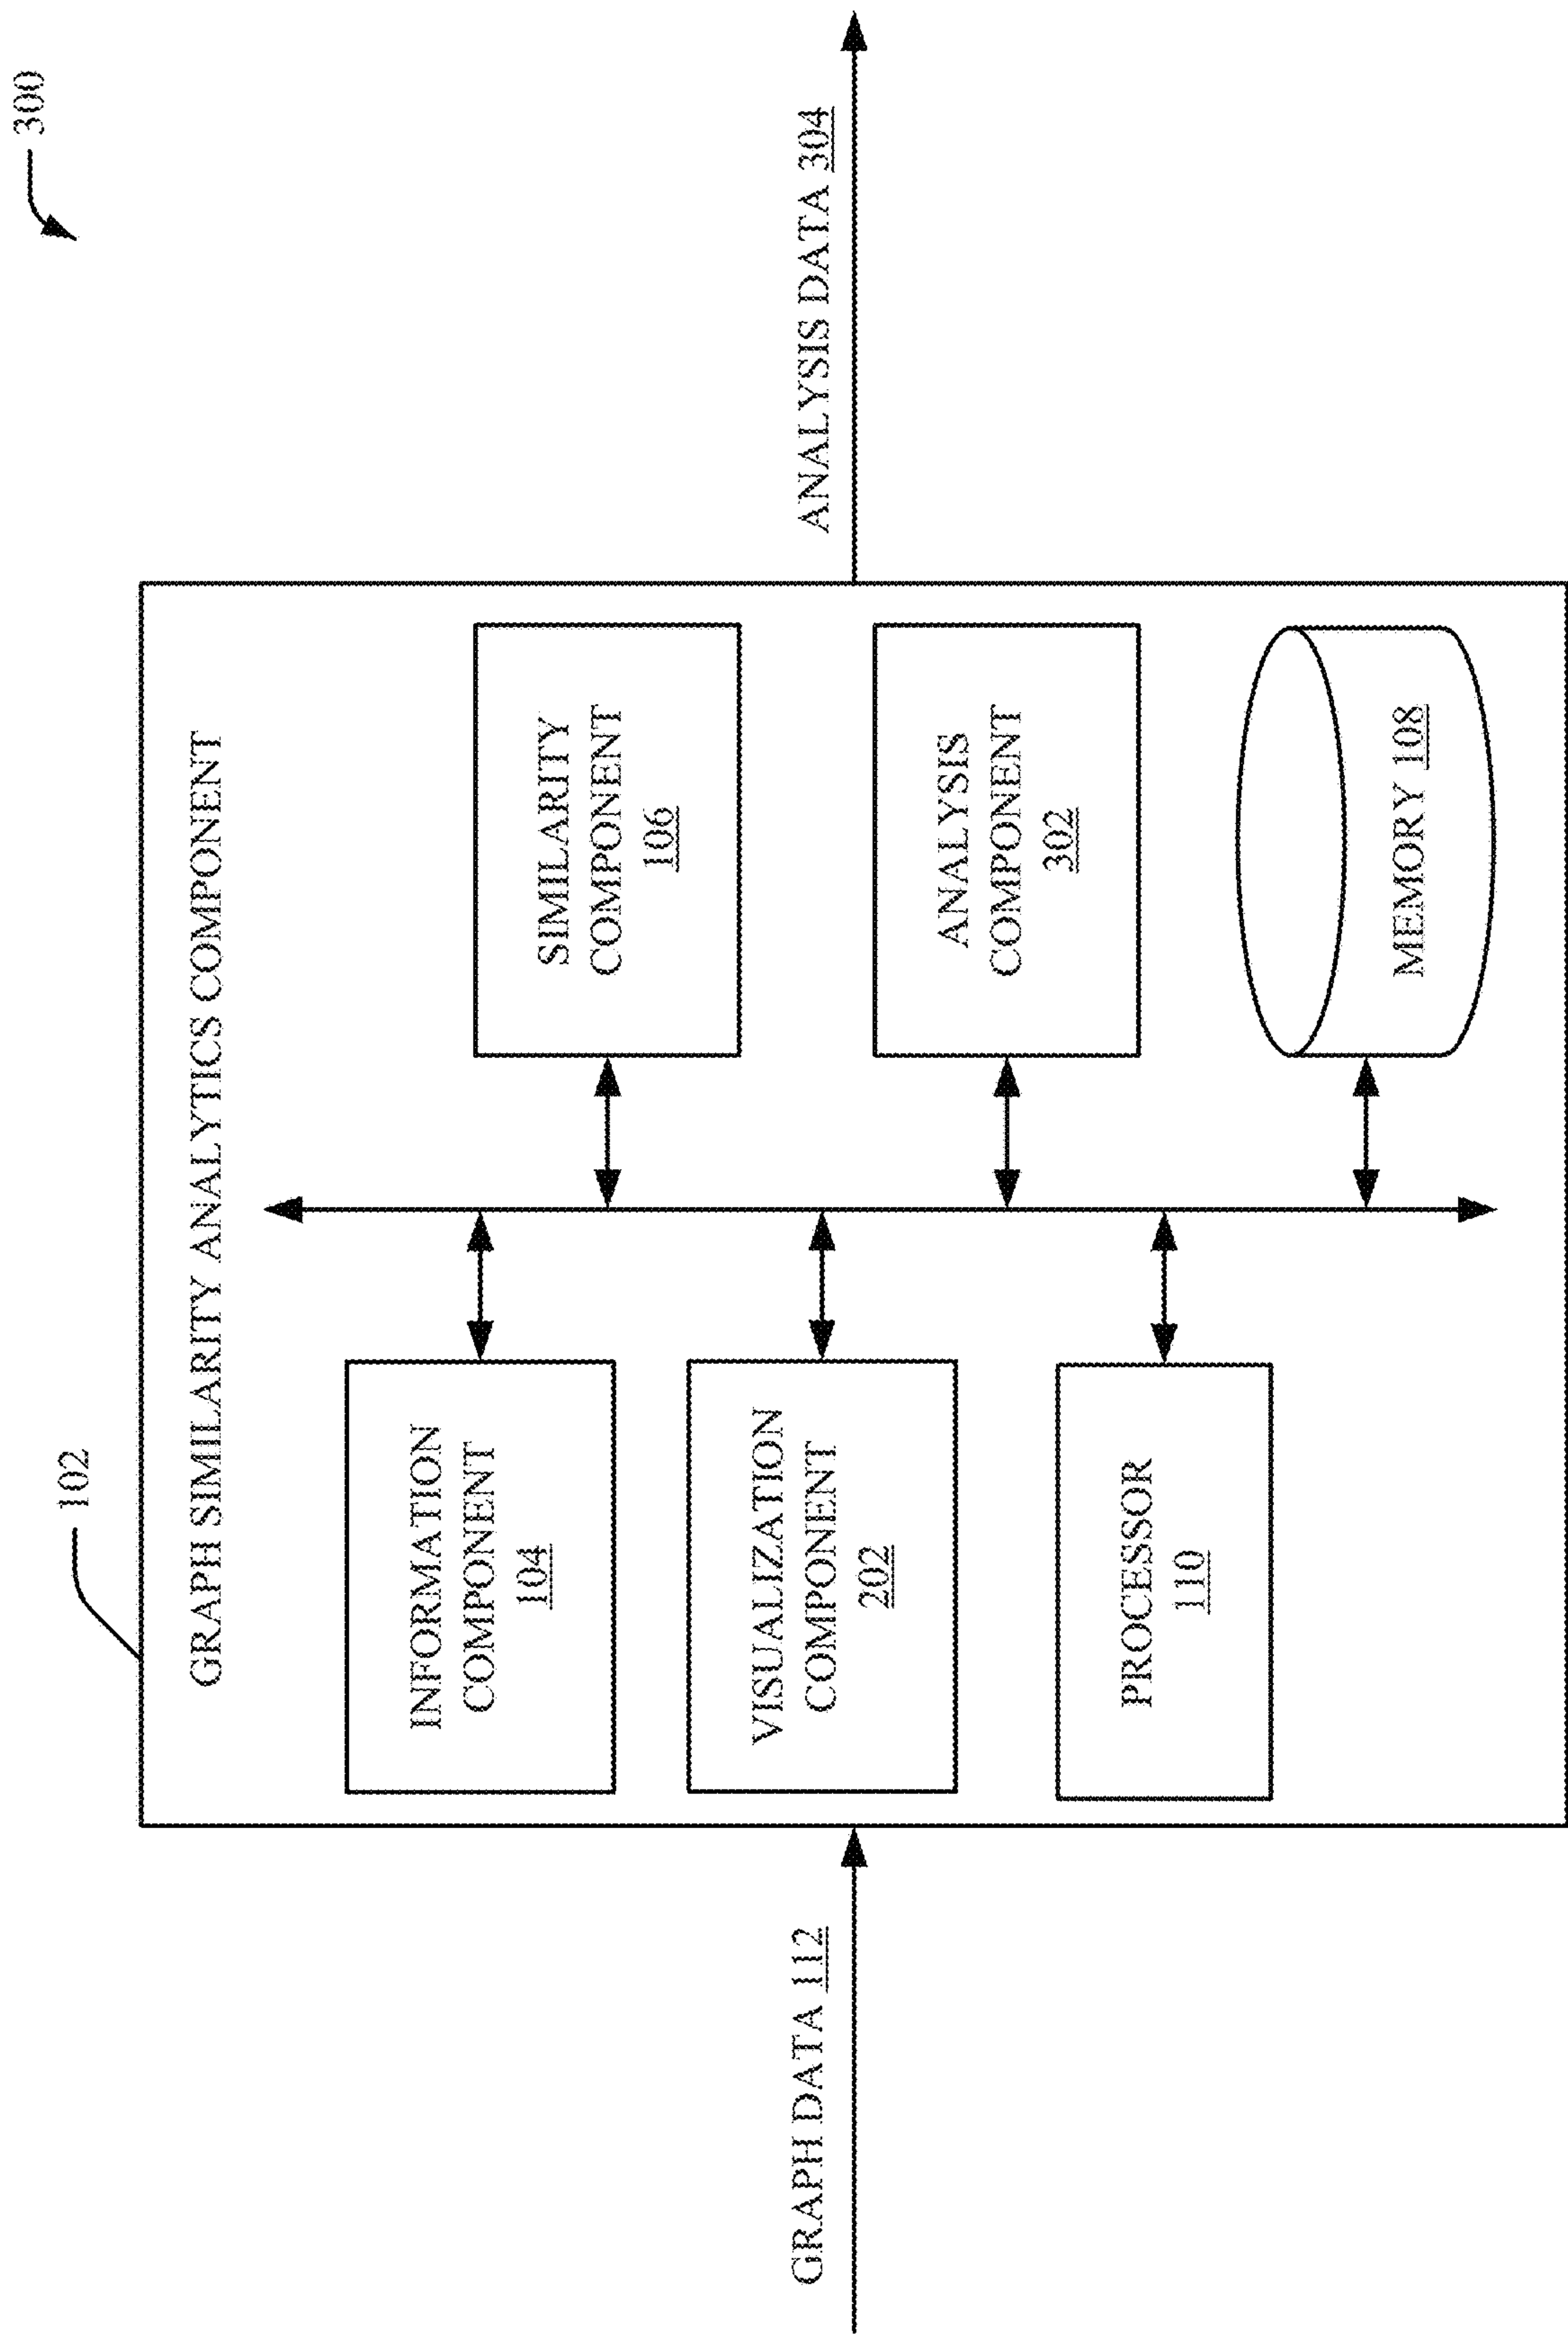 300
102
GRAPH SIMILARITY ANALYTICS COMPONENT
INFORMATION
COMPONENT
104
SIMILARITY
COMPONENT
106
VISUALIZATION
COMPONENT
202
ANALYSIS
COMPONENT
302
PROCESSOR
110
MEMORY 108
GRAPH DATA 112
ANALYSIS DATA 304